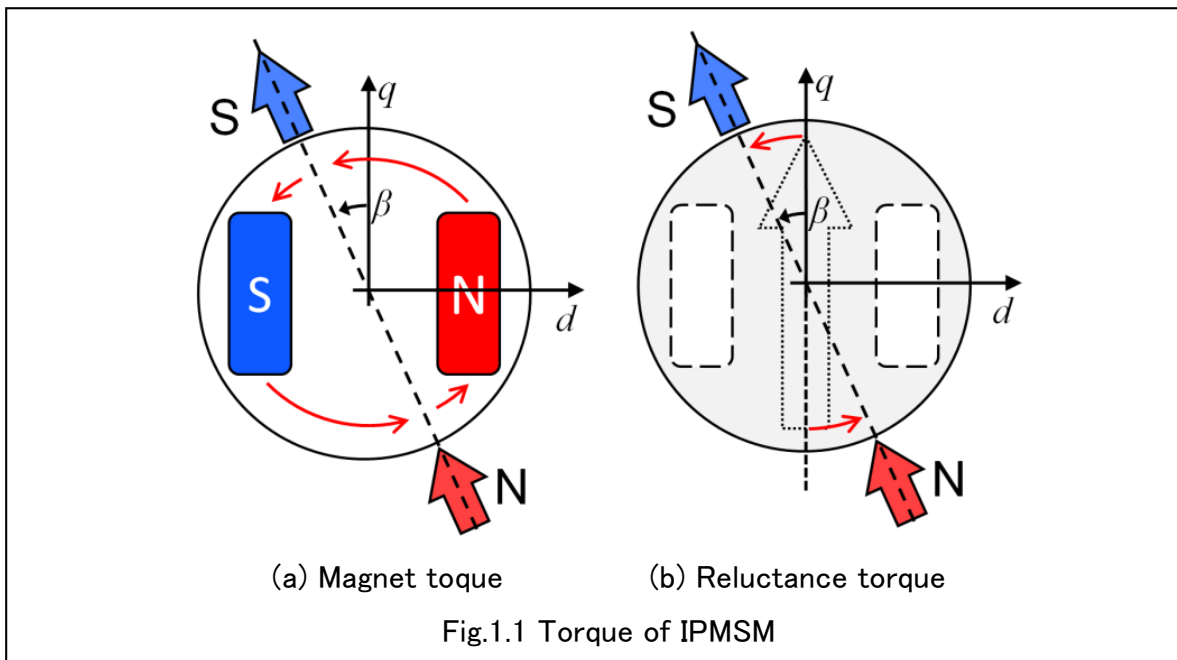 S
q
β
S
N
d
N
(a) Magnet toque
S
q
β
d
N
(b) Reluctance torque
Fig.1.1 Torque of IPMSM